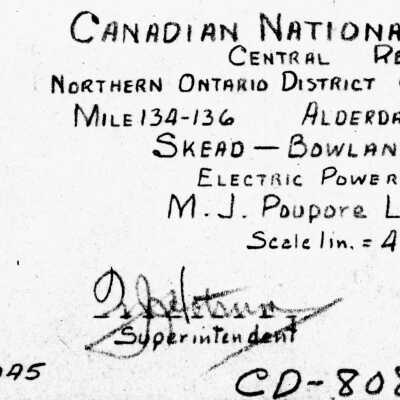 CANADIAN NATIONA
CENTRAL RE
NORTHERN ONTARIO DISTRICT
MILE 134-136 ALDERDA
SKEAD — BOWLAN
ELECTRIC POWER
M. J. Poupore L
Scale 1in. = 4
Superintendent
945
CD-808